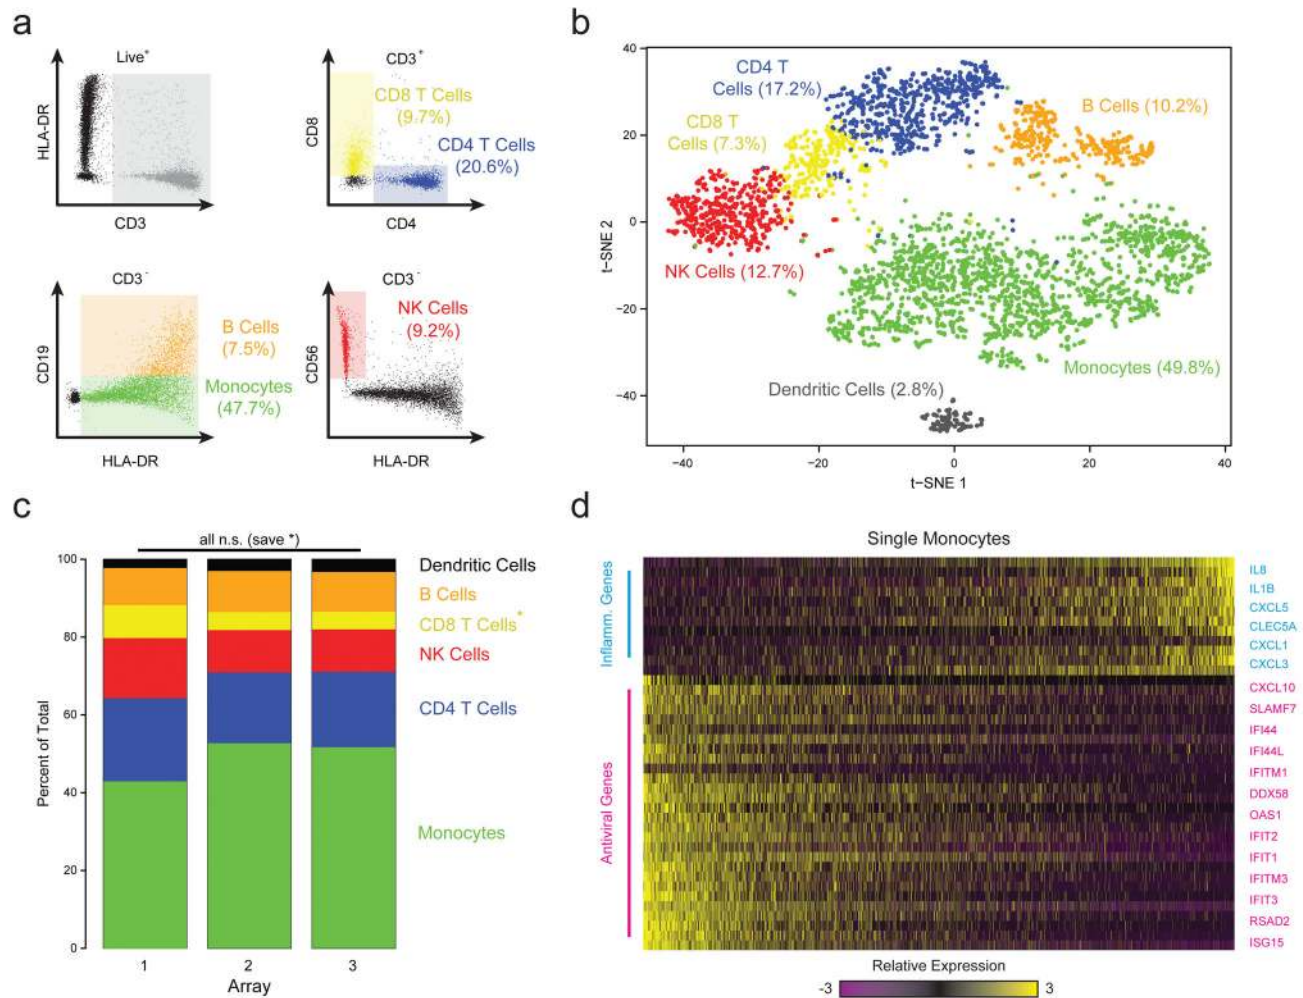 a
Live+
HLA-DR
CD3
CD3+
CD8
CD8 T Cells
(9.7%)
CD4 T Cells
(20.6%)
CD4
CD3-
CD19
B Cells
(7.5%)
Monocytes
(47.7%)
HLA-DR
CD3-
CD56
NK Cells
(9.2%)
HLA-DR
b
40
20
0
−20
−40
t−SNE 2
CD4 T
Cells (17.2%)
CD8 T
Cells (7.3%)
B Cells (10.2%)
NK Cells (12.7%)
Monocytes (49.8%)
Dendritic Cells (2.8%)
−40
−20
0
20
40
t−SNE 1
c
all n.s. (save *)
100
80
60
40
20
0
Percent of Total
Dendritic Cells
B Cells
CD8 T Cells*
NK Cells
CD4 T Cells
Monocytes
1
2
3
Array
d
Single Monocytes
Inflamm. Genes
IL8
IL1B
CXCL5
CLEC5A
CXCL1
CXCL3
Antiviral Genes
CXCL10
SLAMF7
IFI44
IFI44L
IFITM1
DDX58
OAS1
IFIT2
IFIT1
IFITM3
IFIT3
RSAD2
ISG15
Relative Expression
-3
3